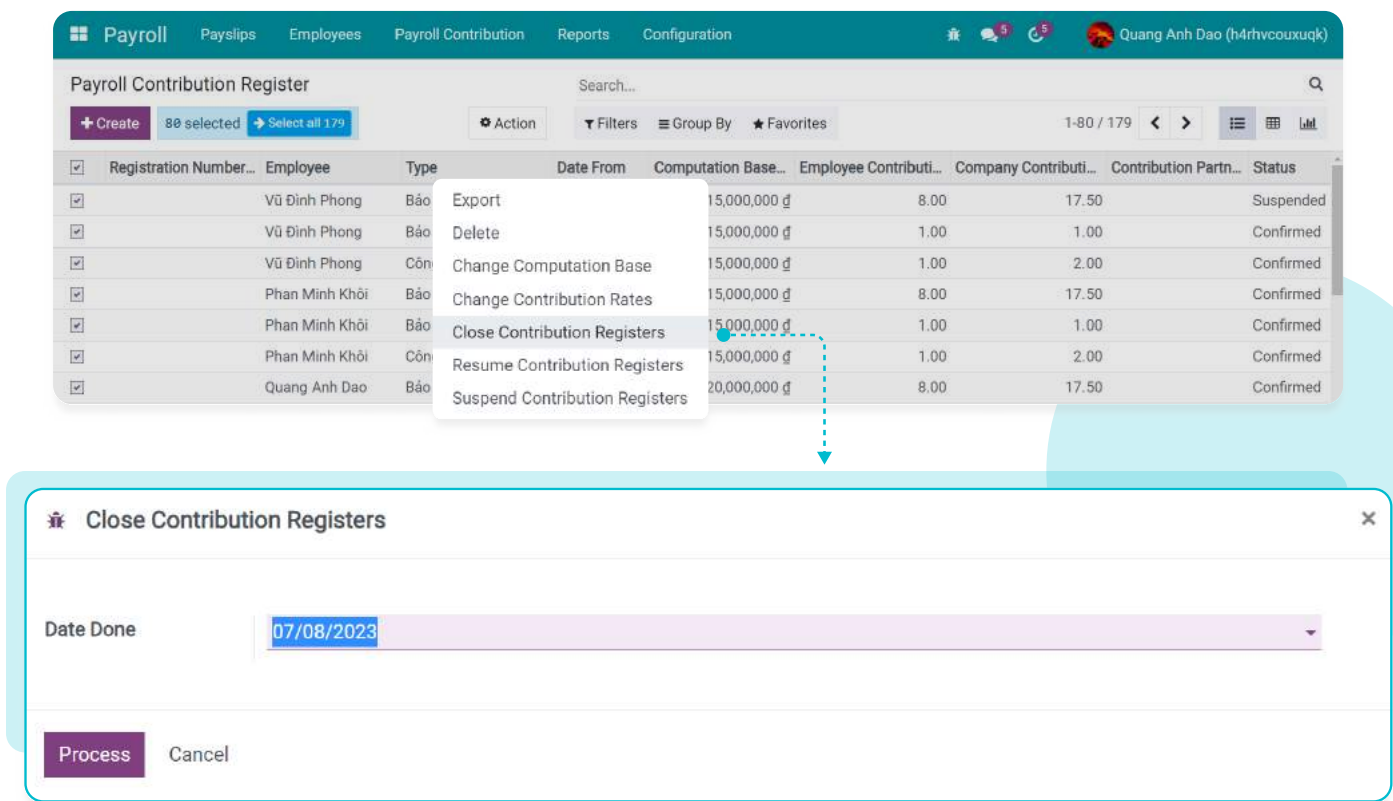 Payroll Payslips Employees Payroll Contribution Reports Configuration 5 5 Quang Anh Dao (h4rhvcouxuqk)
Payroll Contribution Register Search...
Create 80 selected Select all 179 Action Filters Group By Favorites 1-80 / 179
Registration Number... Employee Type Date From Computation Base... Employee Contributi... Company Contributi... Contribution Partn... Status
Vũ Đình Phong Bảo 15,000,000 ₫ 8.00 17.50 Suspended
Vũ Đình Phong Bảo 15,000,000 ₫ 1.00 1.00 Confirmed
Vũ Đình Phong Côn 15,000,000 ₫ 1.00 2.00 Confirmed
Phan Minh Khôi Bảo 15,000,000 ₫ 8.00 17.50 Confirmed
Phan Minh Khôi Bảo 15,000,000 ₫ 1.00 1.00 Confirmed
Phan Minh Khôi Côn 15,000,000 ₫ 1.00 2.00 Confirmed
Quang Anh Dao Bảo 20,000,000 ₫ 8.00 17.50 Confirmed
Export
Delete
Change Computation Base
Change Contribution Rates
Close Contribution Registers
Resume Contribution Registers
Suspend Contribution Registers
Close Contribution Registers
Date Done 07/08/2023
Process Cancel